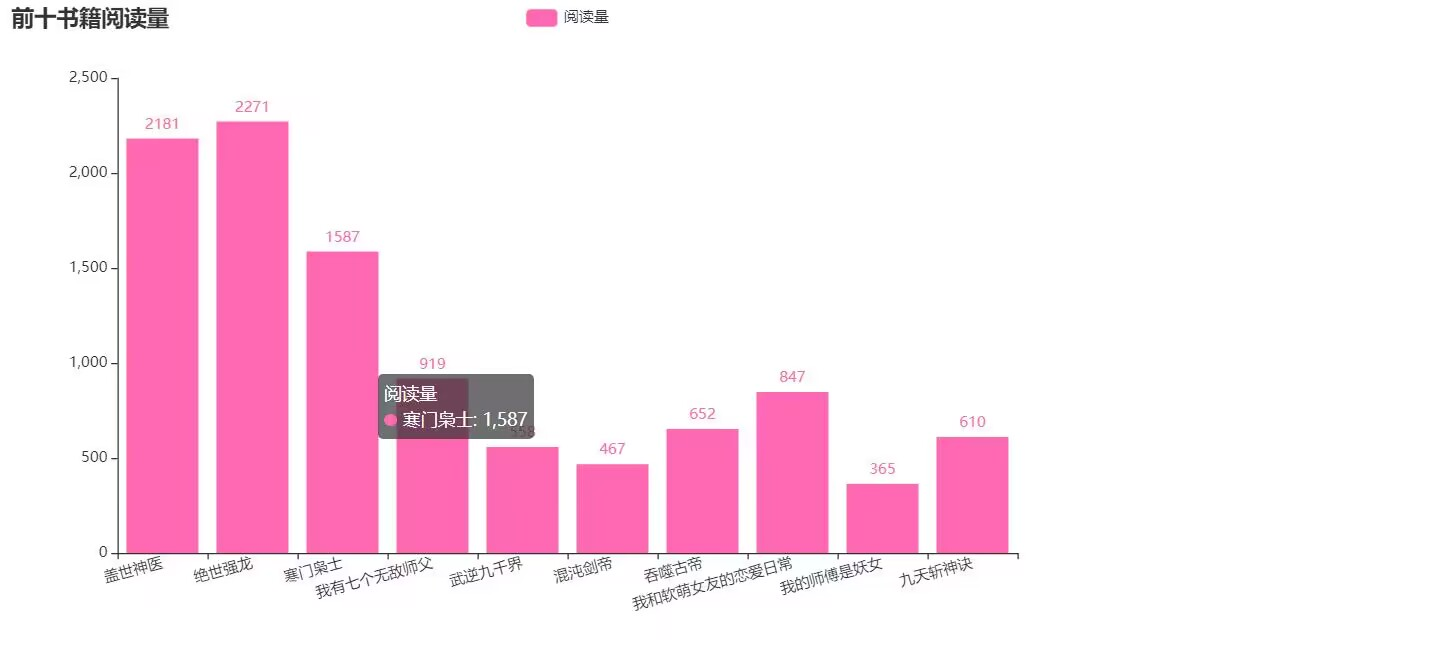 前十书籍阅读量
阅读量
2,500
2,000
1,500
1,000
500
0
2181
2271
1587
919
558
467
652
847
365
610
阅读量
寒门枭士: 1,587
盖世神医
绝世强龙
寒门枭士
我有七个无敌师父
武逆九千界
混沌剑帝
吞噬古帝
我和软萌女友的恋爱日常
我的师傅是妖女
九天斩神诀